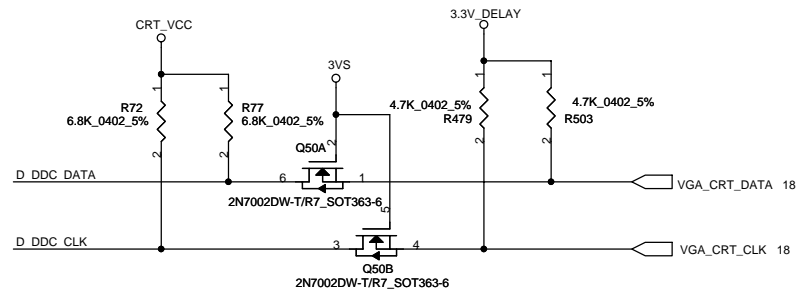 CRT_VCC
3.3V_DELAY
3VS
1
1
1
1
R72
6.8K_0402_5%
R77
6.8K_0402_5%
4.7K_0402_5%
R479
4.7K_0402_5%
R503
2
2
Q50A
2
2
2
D_DDC_DATA
6
1
VGA_CRT_DATA 18
2N7002DW-T/R7_SOT363-6
5
D_DDC_CLK
3
4
VGA_CRT_CLK 18
Q50B
2N7002DW-T/R7_SOT363-6